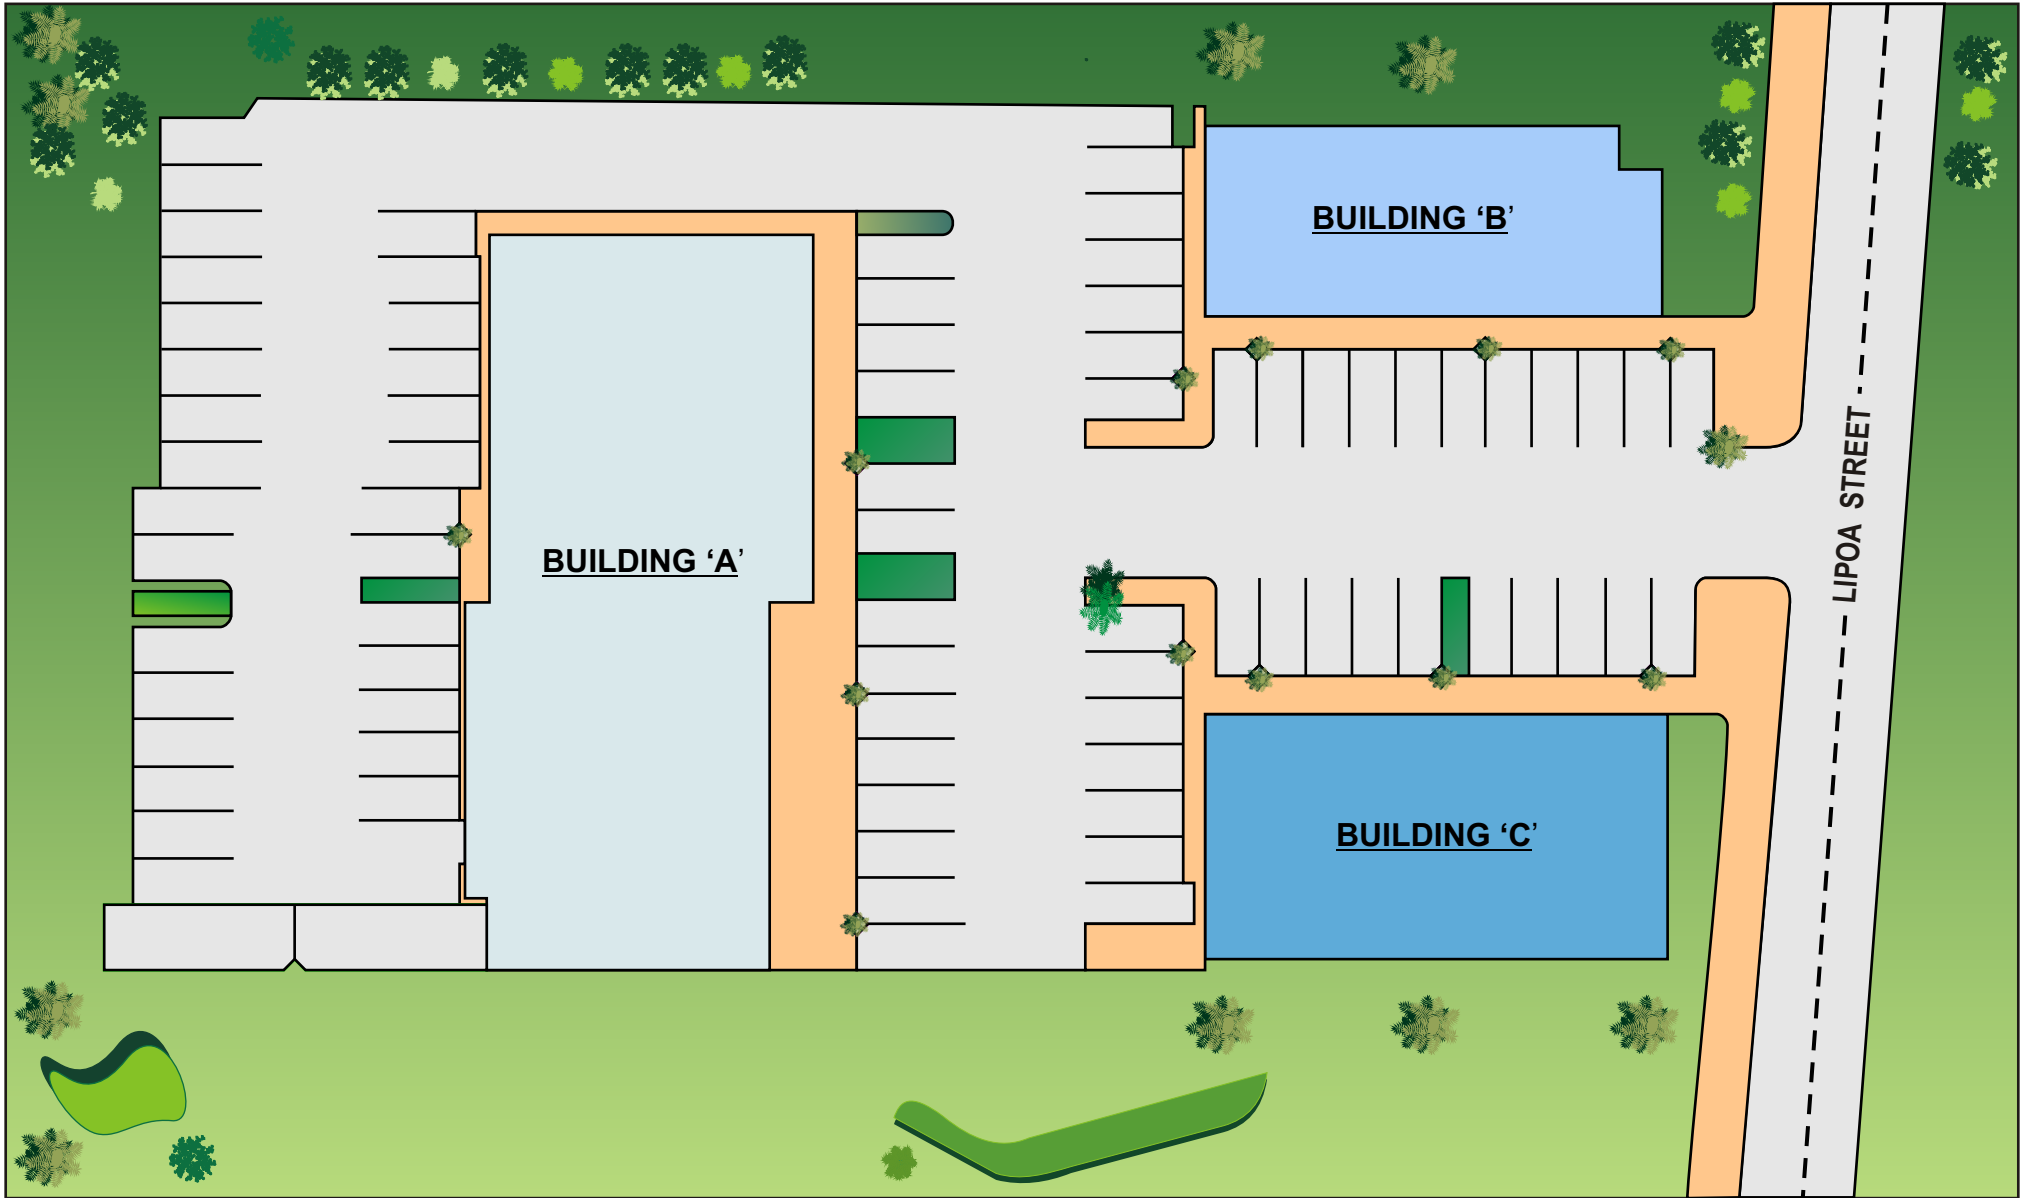 BUILDING ‘B’
LIPOA STREET
BUILDING ‘A’
BUILDING ‘C’